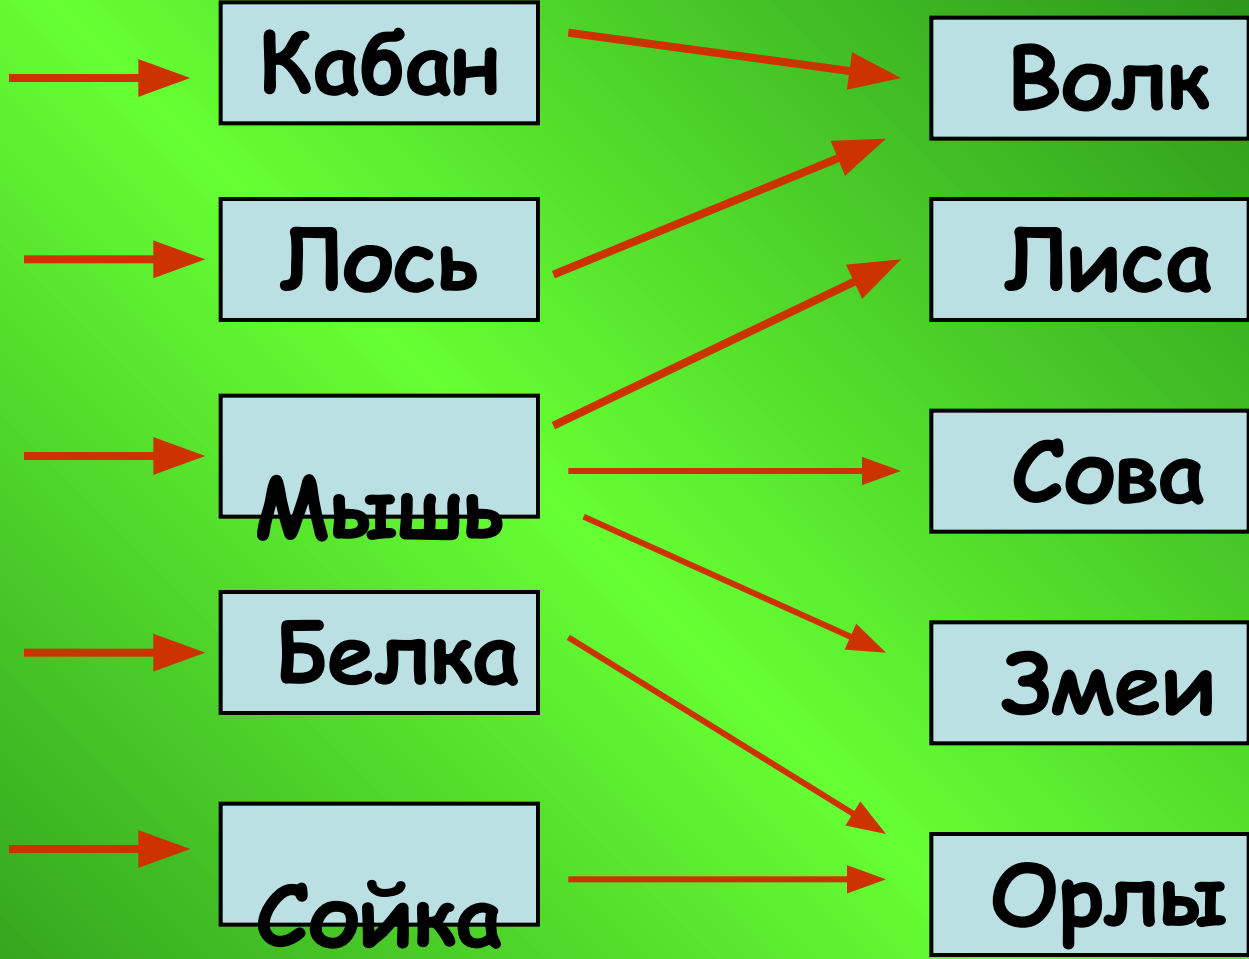 Кабан
Волк
Лось
Лиса
Мышь
Сова
Белка
Змеи
Сойка
Орлы